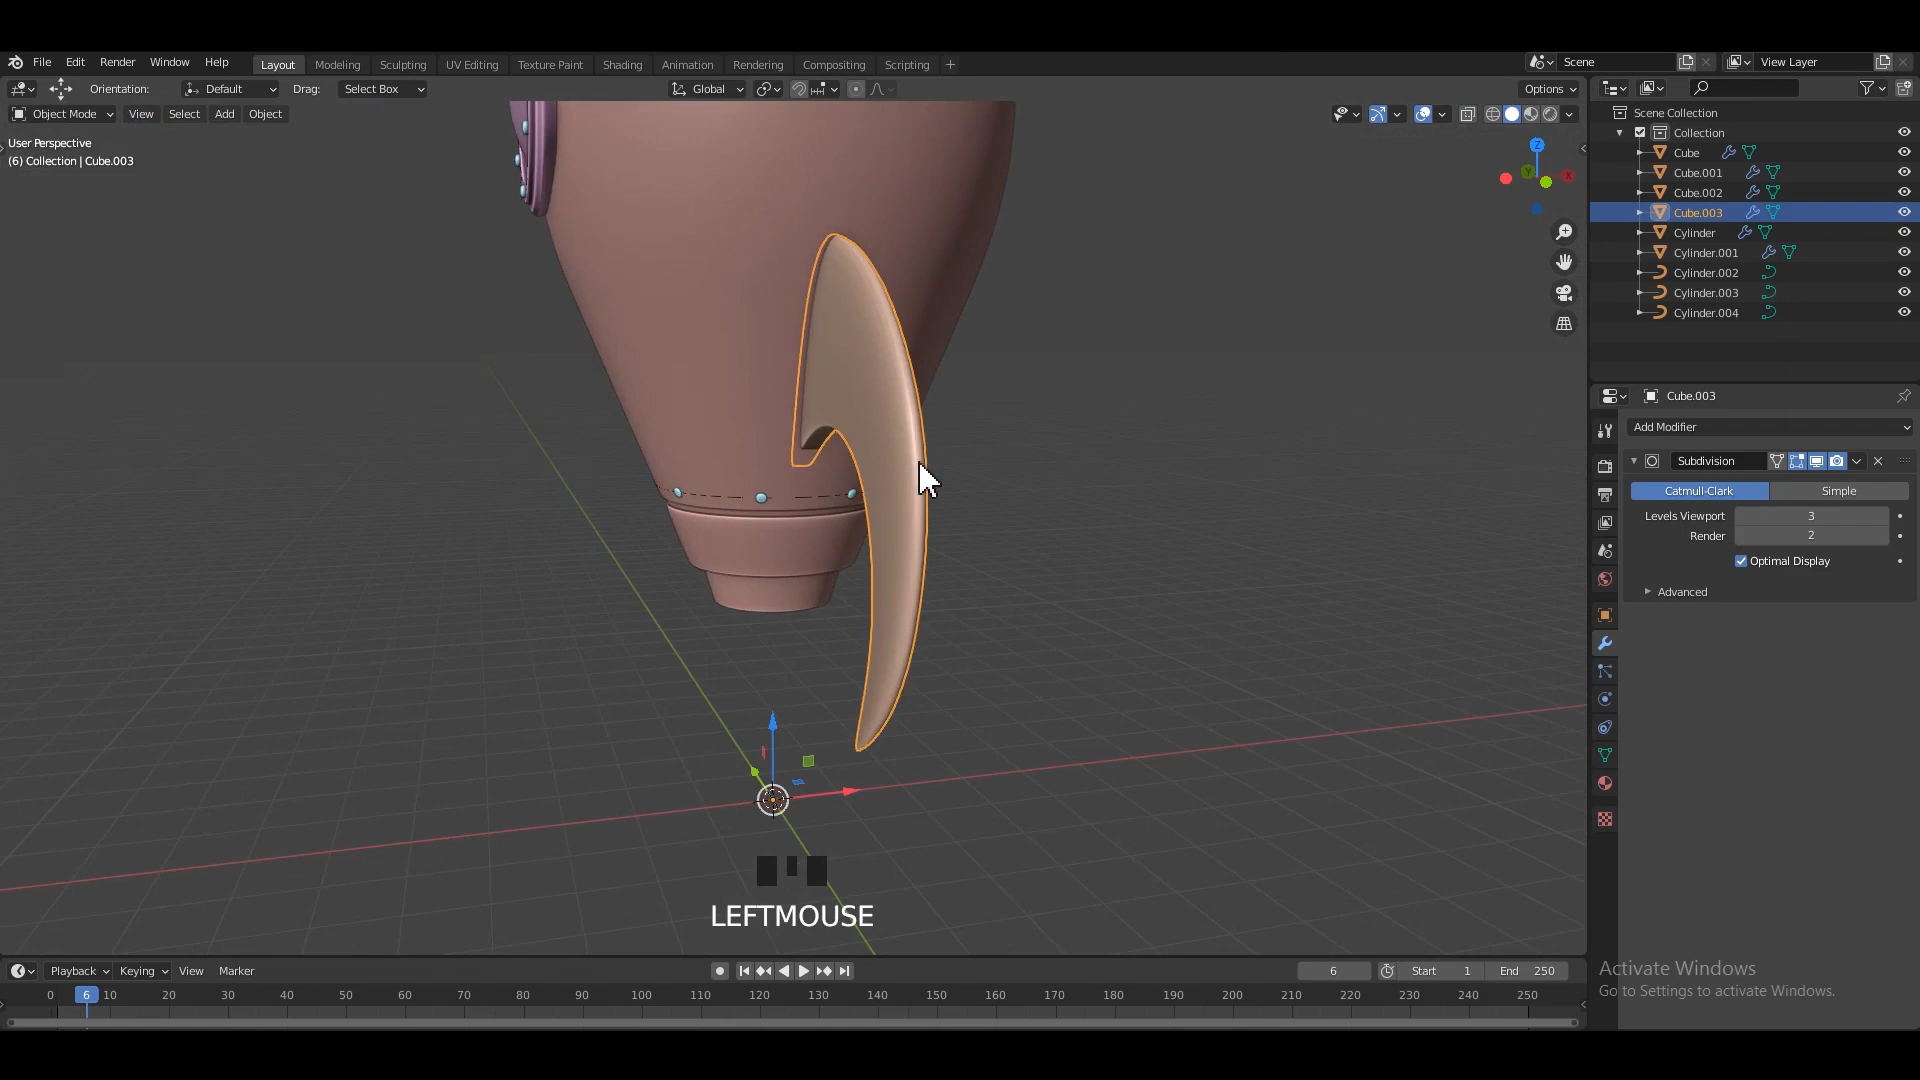 File Edit Render Window Help Layout Modeling Sculpting UV Editing Texture Paint Shading Animation Rendering Compositing Scripting + Scene View Layer
Orientation: Default Drag: Select Box Global Options
Object Mode View Select Add Object
User Perspective
(6) Collection | Cube.003
Z
Y
X
Scene Collection
Collection
Cube
Cube.001
Cube.002
Cube.003
Cylinder
Cylinder.001
Cylinder.002
Cylinder.003
Cylinder.004
Cube.003
Add Modifier
Subdivision
Catmull-Clark Simple
Levels Viewport 3
Render 2
Optimal Display
Advanced
LEFTMOUSE
Activate Windows
Go to Settings to activate Windows.
Playback Keying View Marker 6 Start 1 End 250
0 6 10 20 30 40 50 60 70 80 90 100 110 120 130 140 150 160 170 180 190 200 210 220 230 240 250